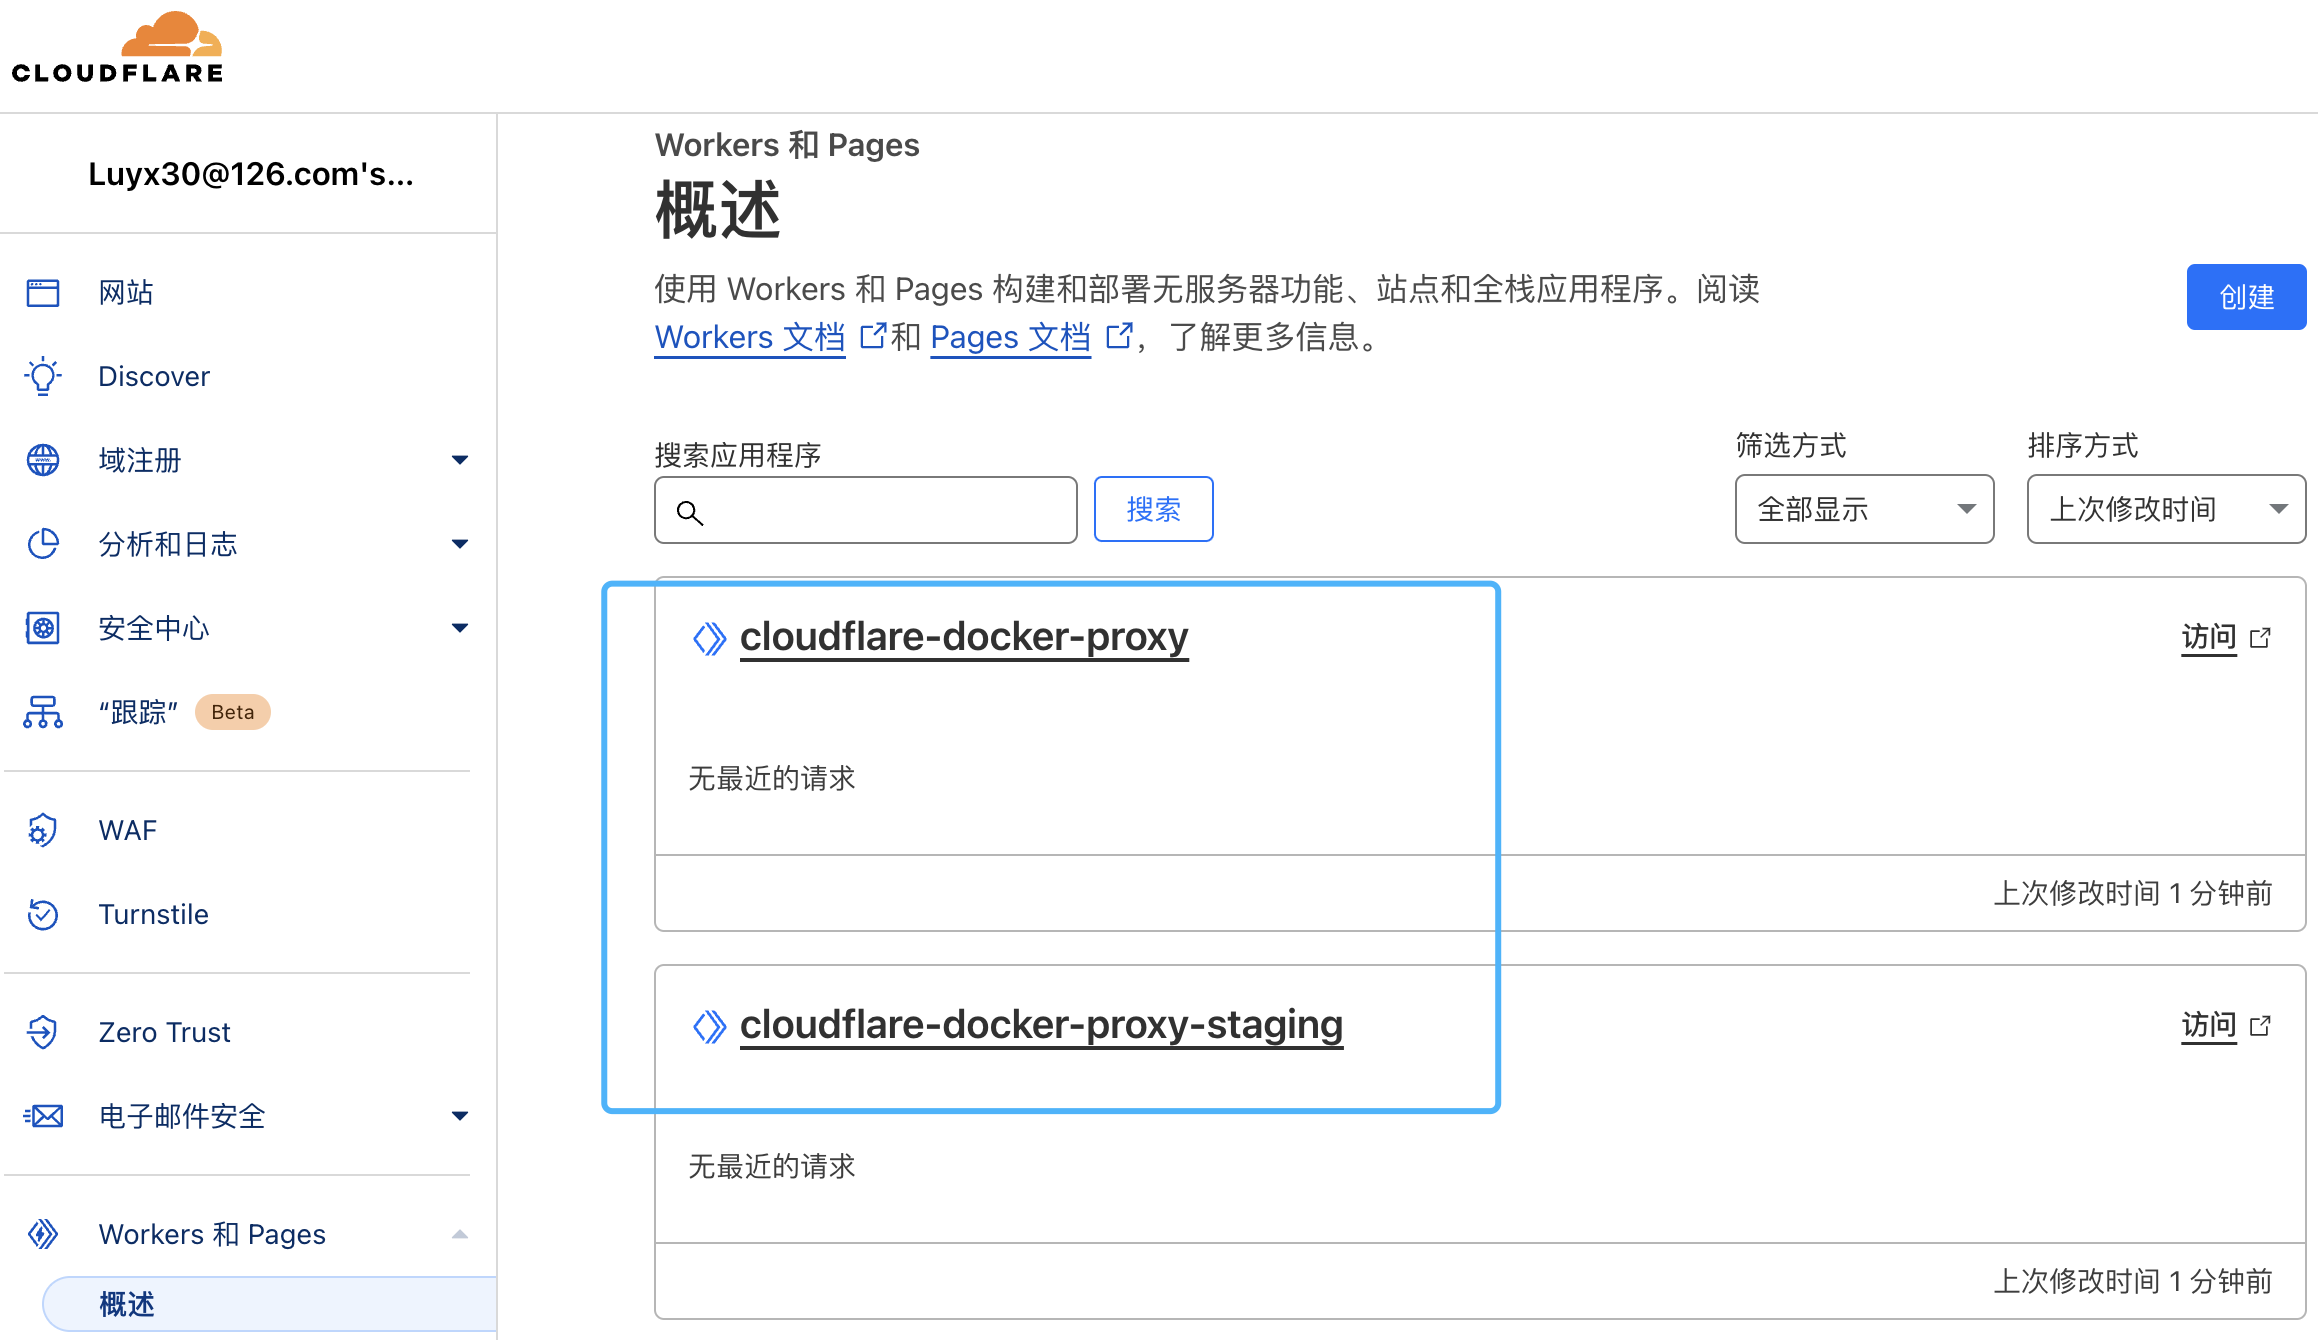 CLOUDFLARE
Luyx30@126.com's...
网站
Discover
域注册
分析和日志
安全中心
“跟踪” Beta
WAF
Turnstile
Zero Trust
电子邮件安全
Workers 和 Pages
概述
Workers 和 Pages
概述
使用 Workers 和 Pages 构建和部署无服务器功能、站点和全栈应用程序。阅读
Workers 文档 和 Pages 文档 ，了解更多信息。
创建
搜索应用程序
搜索
筛选方式
全部显示
排序方式
上次修改时间
cloudflare-docker-proxy
访问
无最近的请求
上次修改时间 1 分钟前
cloudflare-docker-proxy-staging
访问
无最近的请求
上次修改时间 1 分钟前